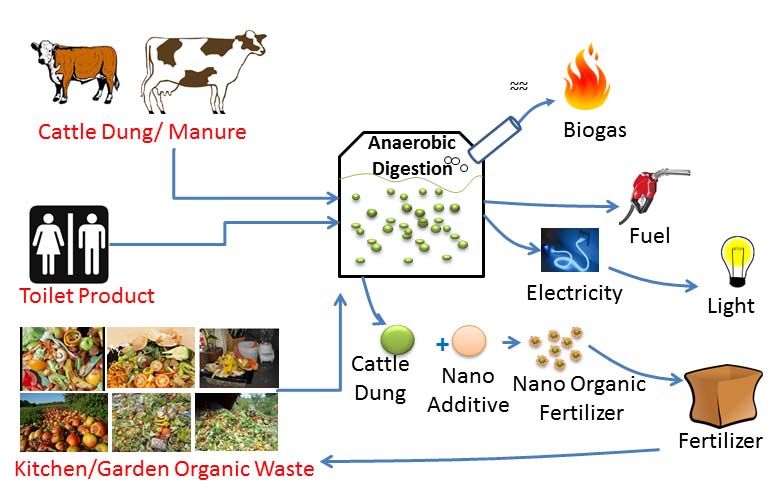 Cattle Dung/ Manure
Anaerobic
Digestion
≈≈
Biogas
Fuel
Toilet Product
Electricity
Light
Cattle
Dung
+
Nano
Additive
Nano Organic
Fertilizer
Fertilizer
Kitchen/Garden Organic Waste